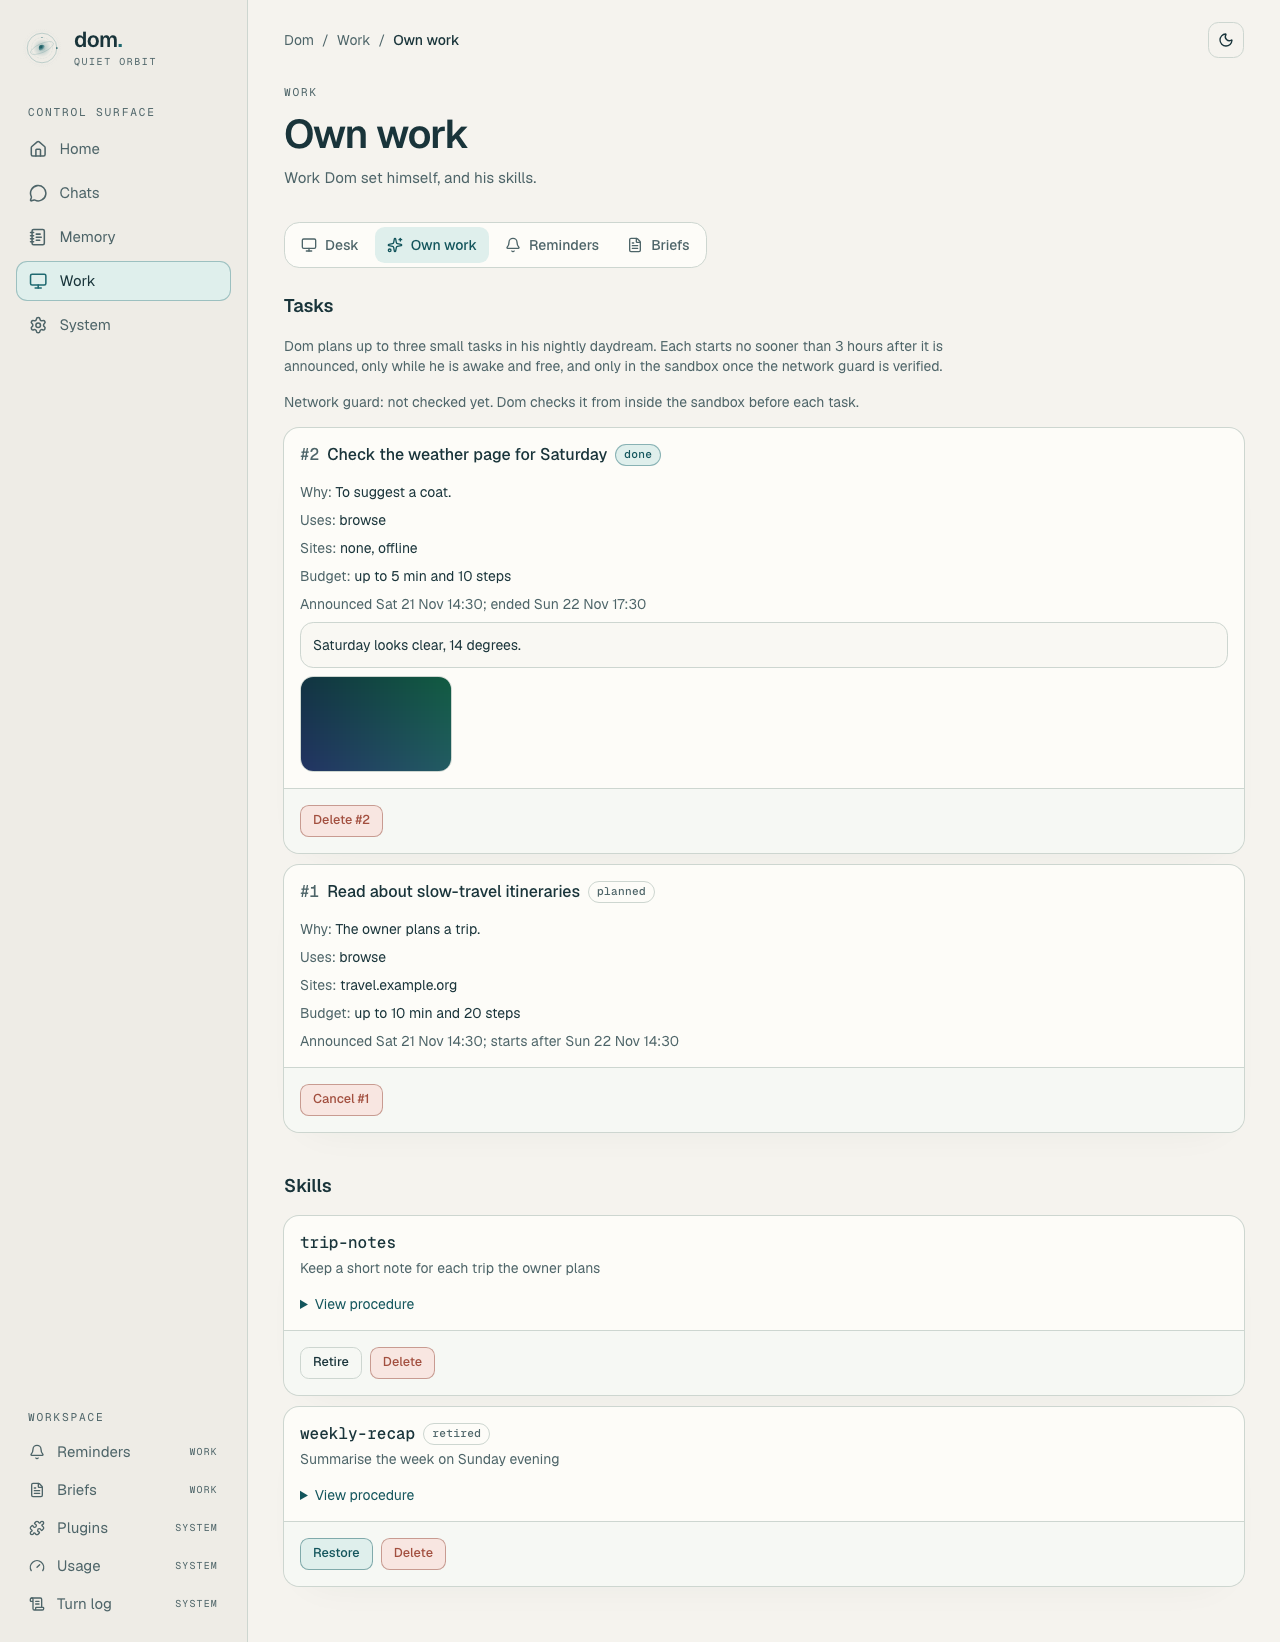 dom.
QUIET ORBIT
CONTROL SURFACE
Home
Chats
Memory
Work
System
WORKSPACE
Reminders WORK
Briefs WORK
Plugins SYSTEM
Usage SYSTEM
Turn log SYSTEM
Dom / Work / Own work
WORK
Own work
Work Dom set himself, and his skills.
Desk Own work Reminders Briefs
Tasks
Dom plans up to three small tasks in his nightly daydream. Each starts no sooner than 3 hours after it is
announced, only while he is awake and free, and only in the sandbox once the network guard is verified.
Network guard: not checked yet. Dom checks it from inside the sandbox before each task.
#2 Check the weather page for Saturday done
Why: To suggest a coat.
Uses: browse
Sites: none, offline
Budget: up to 5 min and 10 steps
Announced Sat 21 Nov 14:30; ended Sun 22 Nov 17:30
Saturday looks clear, 14 degrees.
Delete #2
#1 Read about slow-travel itineraries planned
Why: The owner plans a trip.
Uses: browse
Sites: travel.example.org
Budget: up to 10 min and 20 steps
Announced Sat 21 Nov 14:30; starts after Sun 22 Nov 14:30
Cancel #1
Skills
trip-notes
Keep a short note for each trip the owner plans
View procedure
Retire Delete
weekly-recap retired
Summarise the week on Sunday evening
View procedure
Restore Delete